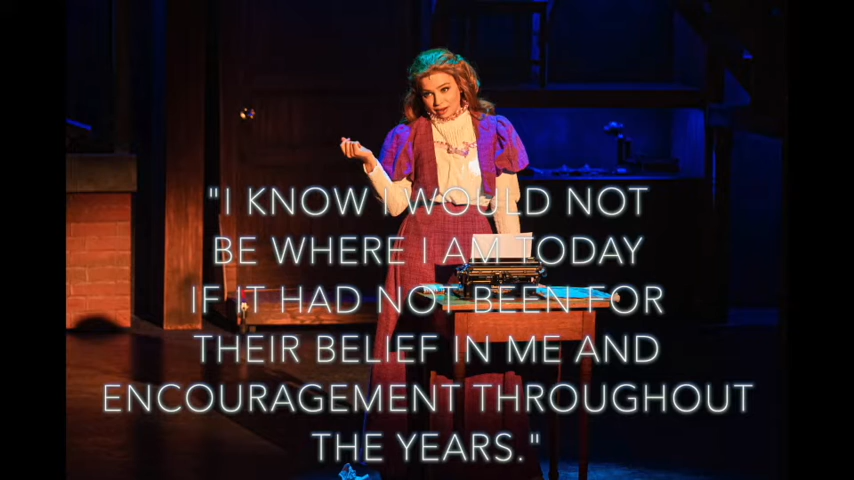 "I KNOW I WOULD NOT
BE WHERE I AM TODAY
IF IT HAD NOT BEEN FOR
THEIR BELIEF IN ME AND
ENCOURAGEMENT THROUGHOUT
THE YEARS."